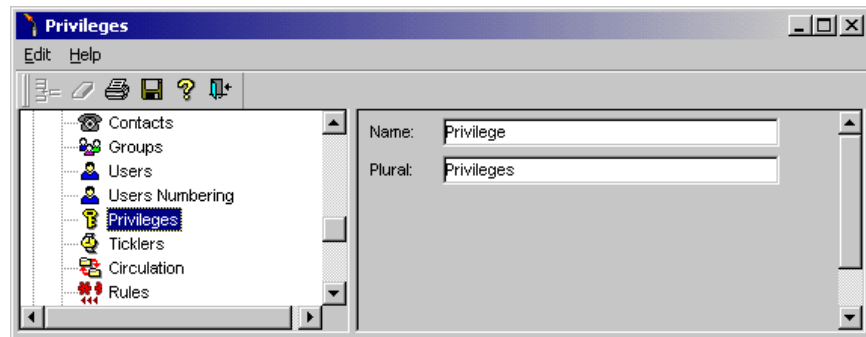 Privileges
Edit Help
Contacts
Groups
Users
Users Numbering
Privileges
Ticklers
Circulation
Rules
Name: Privilege
Plural: Privileges